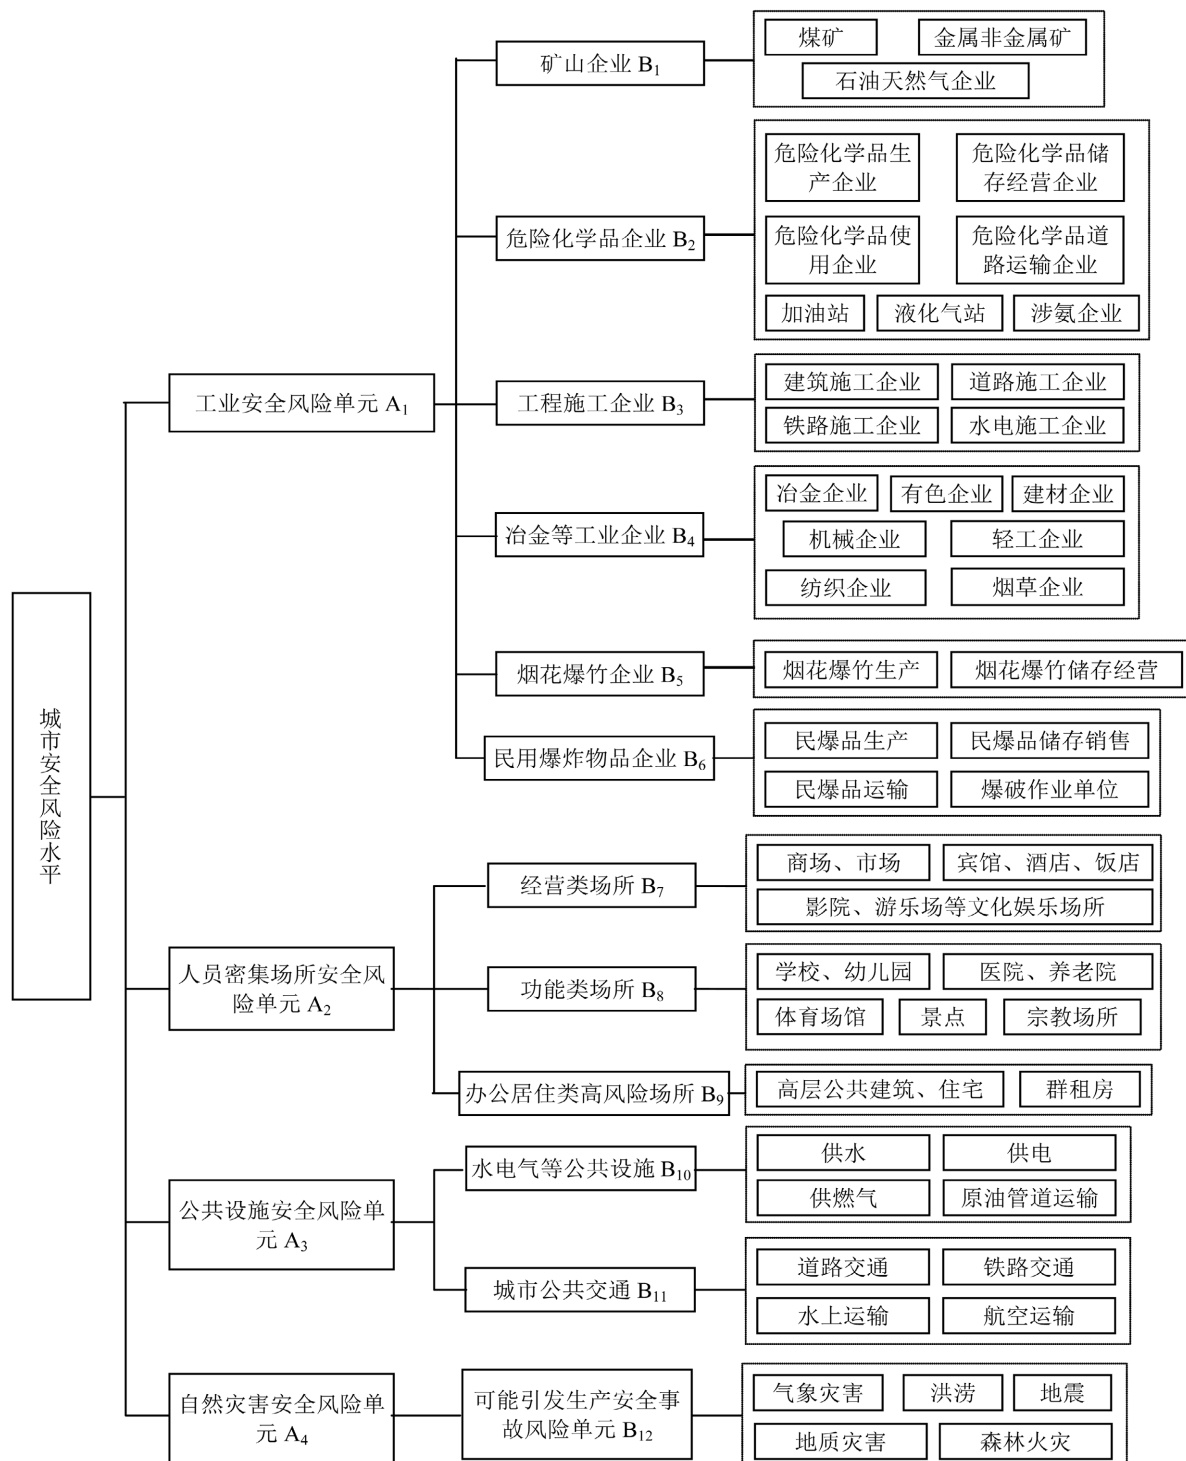 城市安全风险水平
工业安全风险单元 A1
矿山企业 B1
煤矿
金属非金属矿
石油天然气企业
危险化学品企业 B2
危险化学品生
产企业
危险化学品储
存经营企业
危险化学品使
用企业
危险化学品道
路运输企业
加油站
液化气站
涉氨企业
工程施工企业 B3
建筑施工企业
道路施工企业
铁路施工企业
水电施工企业
冶金等工业企业 B4
冶金企业
有色企业
建材企业
机械企业
轻工企业
纺织企业
烟草企业
烟花爆竹企业 B5
烟花爆竹生产
烟花爆竹储存经营
民用爆炸物品企业 B6
民爆品生产
民爆品储存销售
民爆品运输
爆破作业单位
人员密集场所安全风
险单元 A2
经营类场所 B7
商场、市场
宾馆、酒店、饭店
影院、游乐场等文化娱乐场所
功能类场所 B8
学校、幼儿园
医院、养老院
体育场馆
景点
宗教场所
办公居住类高风险场所 B9
高层公共建筑、住宅
群租房
公共设施安全风险单
元 A3
水电气等公共设施 B10
供水
供电
供燃气
原油管道运输
城市公共交通 B11
道路交通
铁路交通
水上运输
航空运输
自然灾害安全风险单
元 A4
可能引发生产安全事
故风险单元 B12
气象灾害
洪涝
地震
地质灾害
森林火灾